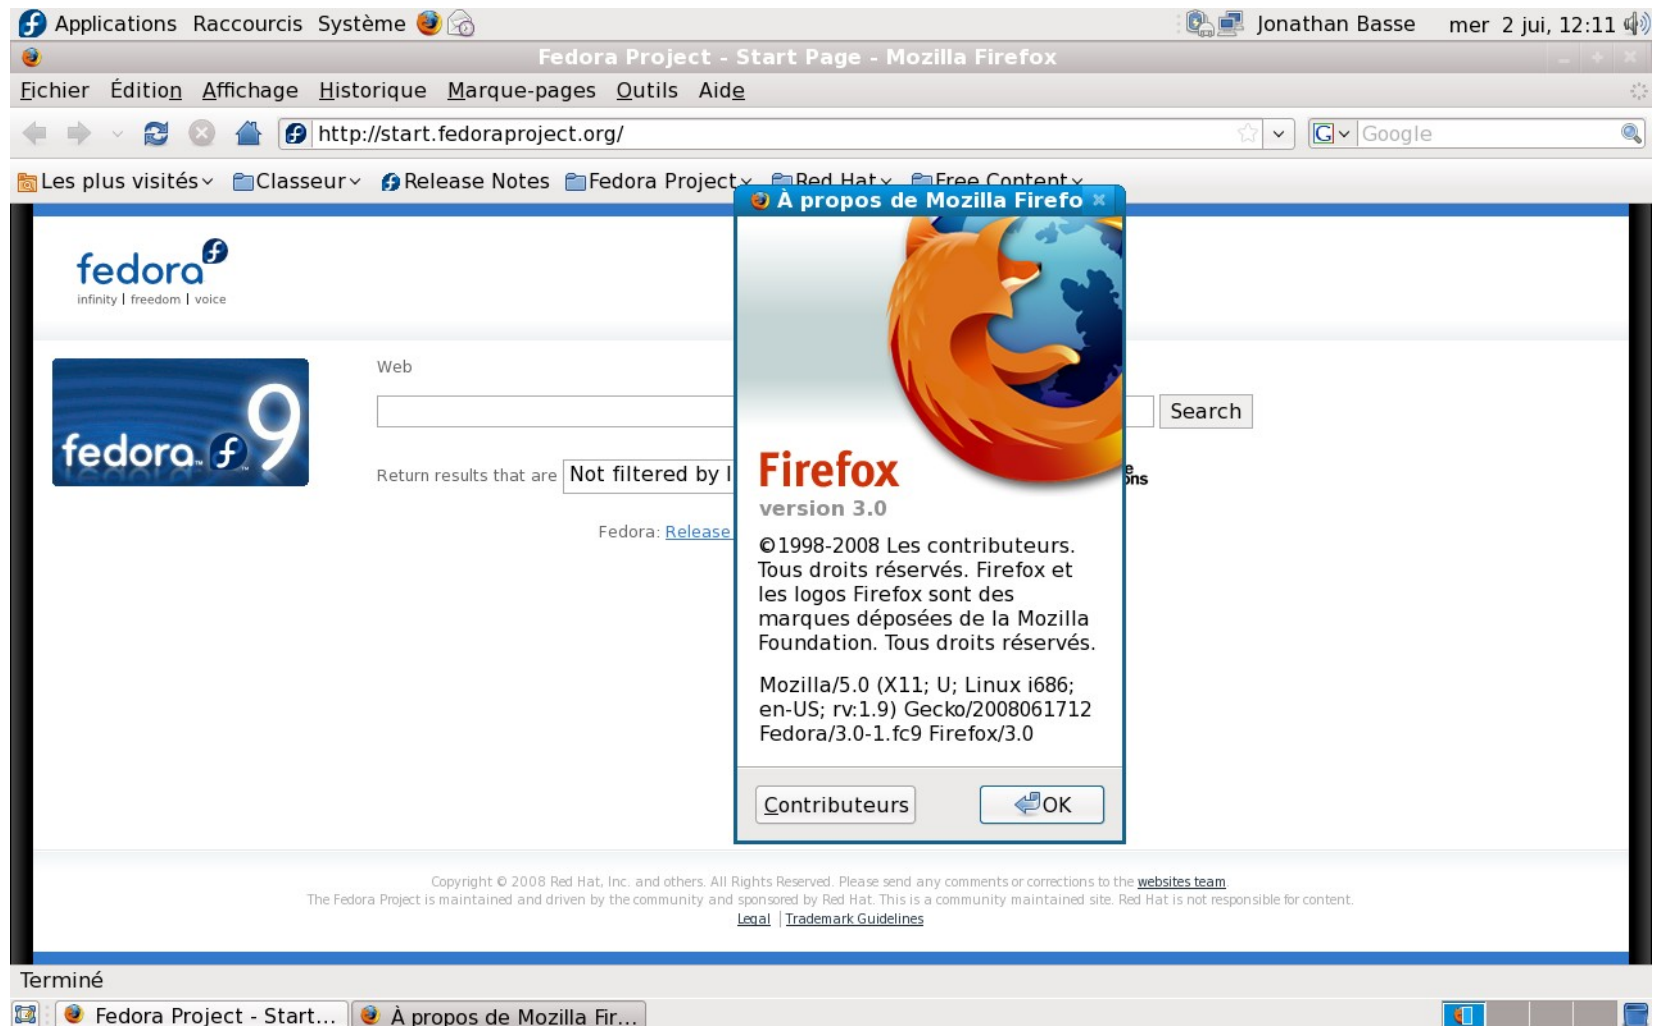 Applications Raccourcis Système Jonathan Basse mer 2 jui, 12:11
Fedora Project - Start Page - Mozilla Firefox
Fichier Édition Affichage Historique Marque-pages Outils Aide
http://start.fedoraproject.org/ G Google
Les plus visités Classeur Release Notes Fedora Project Red Hat Free Content
À propos de Mozilla Firefo
fedora
infinity | freedom | voice
fedora 9
Web
Search
Return results that are Not filtered by l
Fedora: Release
Firefox
version 3.0
©1998-2008 Les contributeurs.
Tous droits réservés. Firefox et
les logos Firefox sont des
marques déposées de la Mozilla
Foundation. Tous droits réservés.
Mozilla/5.0 (X11; U; Linux i686;
en-US; rv:1.9) Gecko/2008061712
Fedora/3.0-1.fc9 Firefox/3.0
Contributeurs OK
Copyright © 2008 Red Hat, Inc. and others. All Rights Reserved. Please send any comments or corrections to the websites team.
The Fedora Project is maintained and driven by the community and sponsored by Red Hat. This is a community maintained site. Red Hat is not responsible for content.
Legal | Trademark Guidelines
Terminé
Fedora Project - Start... À propos de Mozilla Fir...